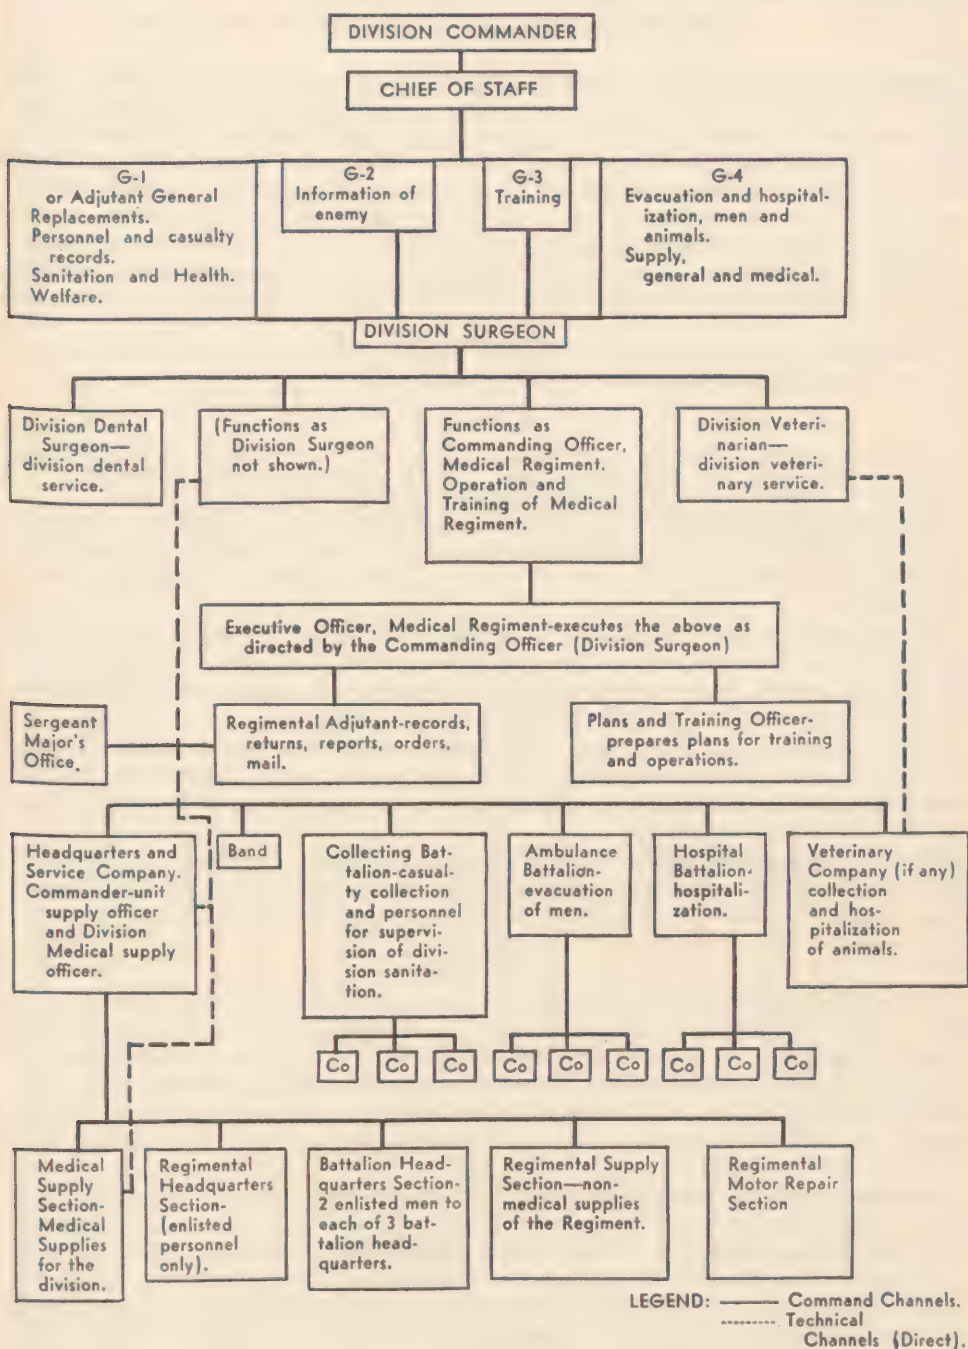 DIVISION COMMANDER
CHIEF OF STAFF
G-1
or Adjutant General
Replacements.
Personnel and casualty
records.
Sanitation and Health.
Welfare.
G-2
Information of
enemy
G-3
Training
G-4
Evacuation and hospital-
ization, men and
animals.
Supply,
general and medical.
DIVISION SURGEON
Division Dental
Surgeon—
division dental
service.
(Functions as
Division Surgeon
not shown.)
Functions as
Commanding Officer,
Medical Regiment.
Operation and
Training of Medical
Regiment.
Division Veteri-
narian—
division veteri-
nary service.
Executive Officer, Medical Regiment-executes the above as
directed by the Commanding Officer (Division Surgeon)
Sergeant
Major's
Office.
Regimental Adjutant-records,
returns, reports, orders,
mail.
Plans and Training Officer-
prepares plans for training
and operations.
Headquarters and
Service Company.
Commander-unit
supply officer
and Division
Medical supply
officer.
Band
Collecting Bat-
talion-casual-
ty collection
and personnel
for supervi-
sion of divi-
sion sanita-
tion.
Ambulance
Battalion-
evacuation
of men.
Hospital
Battalion-
hospitali-
zation.
Veterinary
Company (if any)
collection
and hos-
pitalization
of animals.
Co Co Co Co Co Co Co Co Co
Medical
Supply
Section-
Medical
Supplies
for the
division.
Regimental
Headquarters
Section-
(enlisted
personnel
only).
Battalion Head-
quarters Section-
2 enlisted men to
each of 3 bat-
talion head-
quarters.
Regimental Supply
Section—non-
medical supplies
of the Regiment.
Regimental
Motor Repair
Section
LEGEND: Command Channels.
Technical
Channels (Direct).